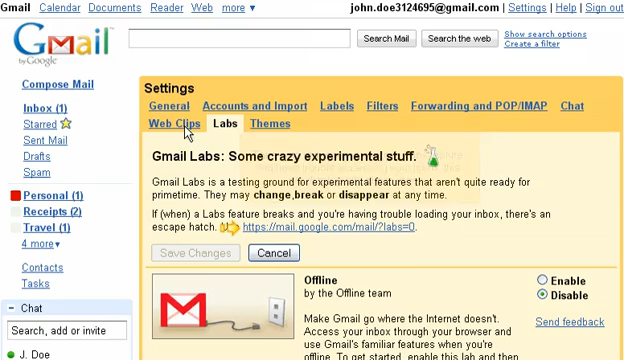 Gmail Calendar Documents Reader Web more ▾ john.doe3124695@gmail.com | Settings | Help | Sign out
Gmail
by Google
Search Mail Search the web Show search options
Create a filter
Compose Mail
Inbox (1)
Starred
Sent Mail
Drafts
Spam
Personal (1)
Receipts (2)
Travel (1)
4 more ▾
Contacts
Tasks
Chat
Search, add or invite
J. Doe
Settings
General Accounts and Import Labels Filters Forwarding and POP/IMAP Chat
Web Clips Labs Themes
Gmail Labs: Some crazy experimental stuff.
Gmail Labs is a testing ground for experimental features that aren't quite ready for
primetime. They may change, break or disappear at any time.
If (when) a Labs feature breaks and you're having trouble loading your inbox, there's an
escape hatch. https://mail.google.com/mail/?labs=0.
Save Changes Cancel
Offline
by the Offline team
Make Gmail go where the Internet doesn't.
Access your inbox through your browser and
use Gmail's familiar features when you're
offline. To get started, enable this lab and then
Enable
Disable
Send feedback